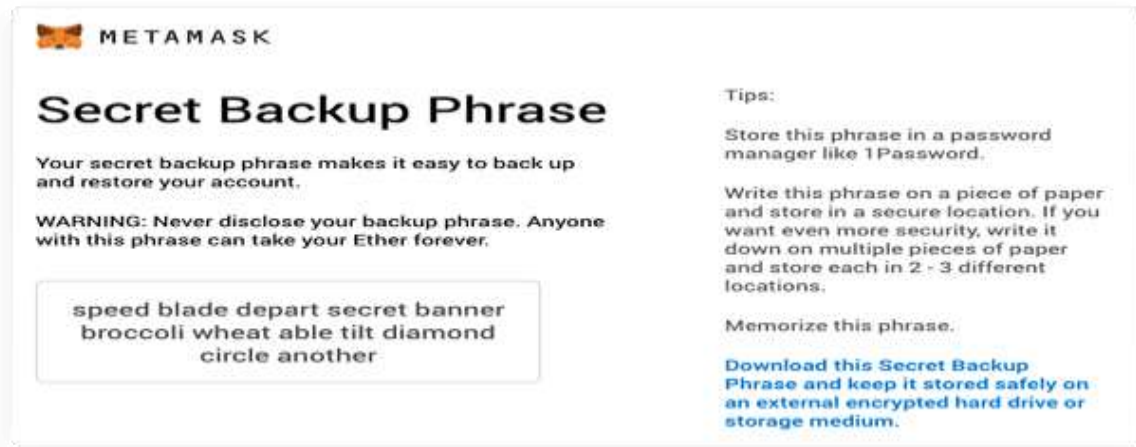 METAMASK
Secret Backup Phrase
Your secret backup phrase makes it easy to back up
and restore your account.
WARNING: Never disclose your backup phrase. Anyone
with this phrase can take your Ether forever.
speed blade depart secret banner
broccoli wheat able tilt diamond
circle another
Tips:
Store this phrase in a password
manager like 1Password.
Write this phrase on a piece of paper
and store in a secure location. If you
want even more security, write it
down on multiple pieces of paper
and store each in 2 - 3 different
locations.
Memorize this phrase.
Download this Secret Backup
Phrase and keep it stored safely on
an external encrypted hard drive or
storage medium.